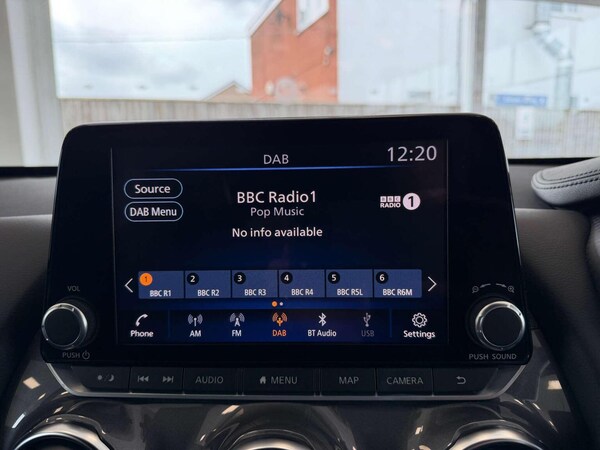 DAB
12:20
Source
DAB Menu
BBC Radio1
Pop Music
BBC
RADIO 1
No info available
1 2 3 4 5 6
BBC R1 BBC R2 BBC R3 BBC R4 BBC R5L BBC R6M
Phone AM FM DAB BT Audio USB Settings
VOL
PUSH
PUSH SOUND
AUDIO MENU MAP CAMERA